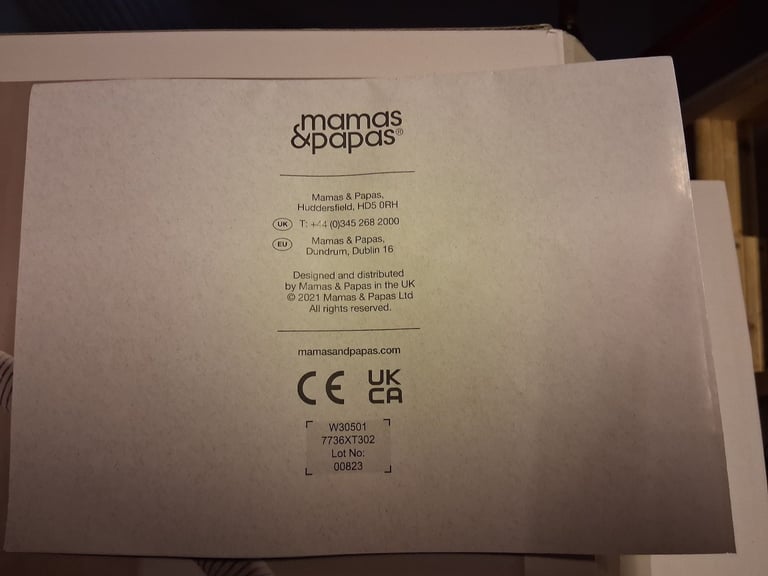 mamas
&papas®
Mamas & Papas,
Huddersfield, HD5 0RH
UK T: +44 (0)345 268 2000
EU Mamas & Papas,
Dundrum, Dublin 16
Designed and distributed
by Mamas & Papas in the UK
© 2021 Mamas & Papas Ltd
All rights reserved.
mamasandpapas.com
CE UK
CA
W30501
7736XT302
Lot No:
00823